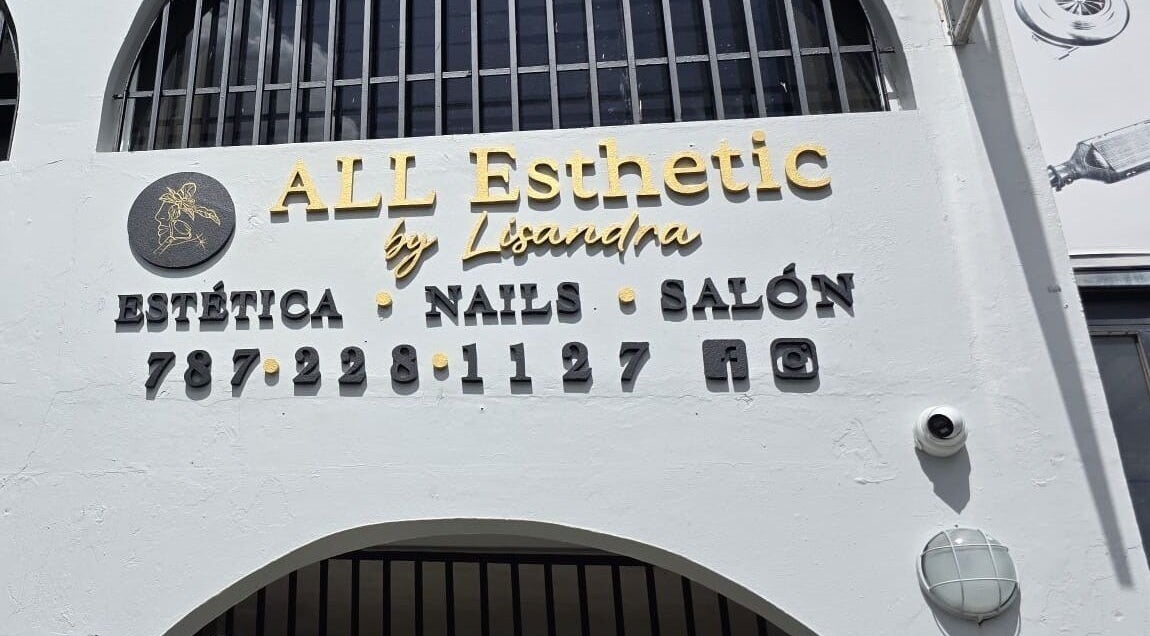 ALL Esthetic
by Lisandra
ESTÉTICA • NAILS • SALÓN
787•228•1127